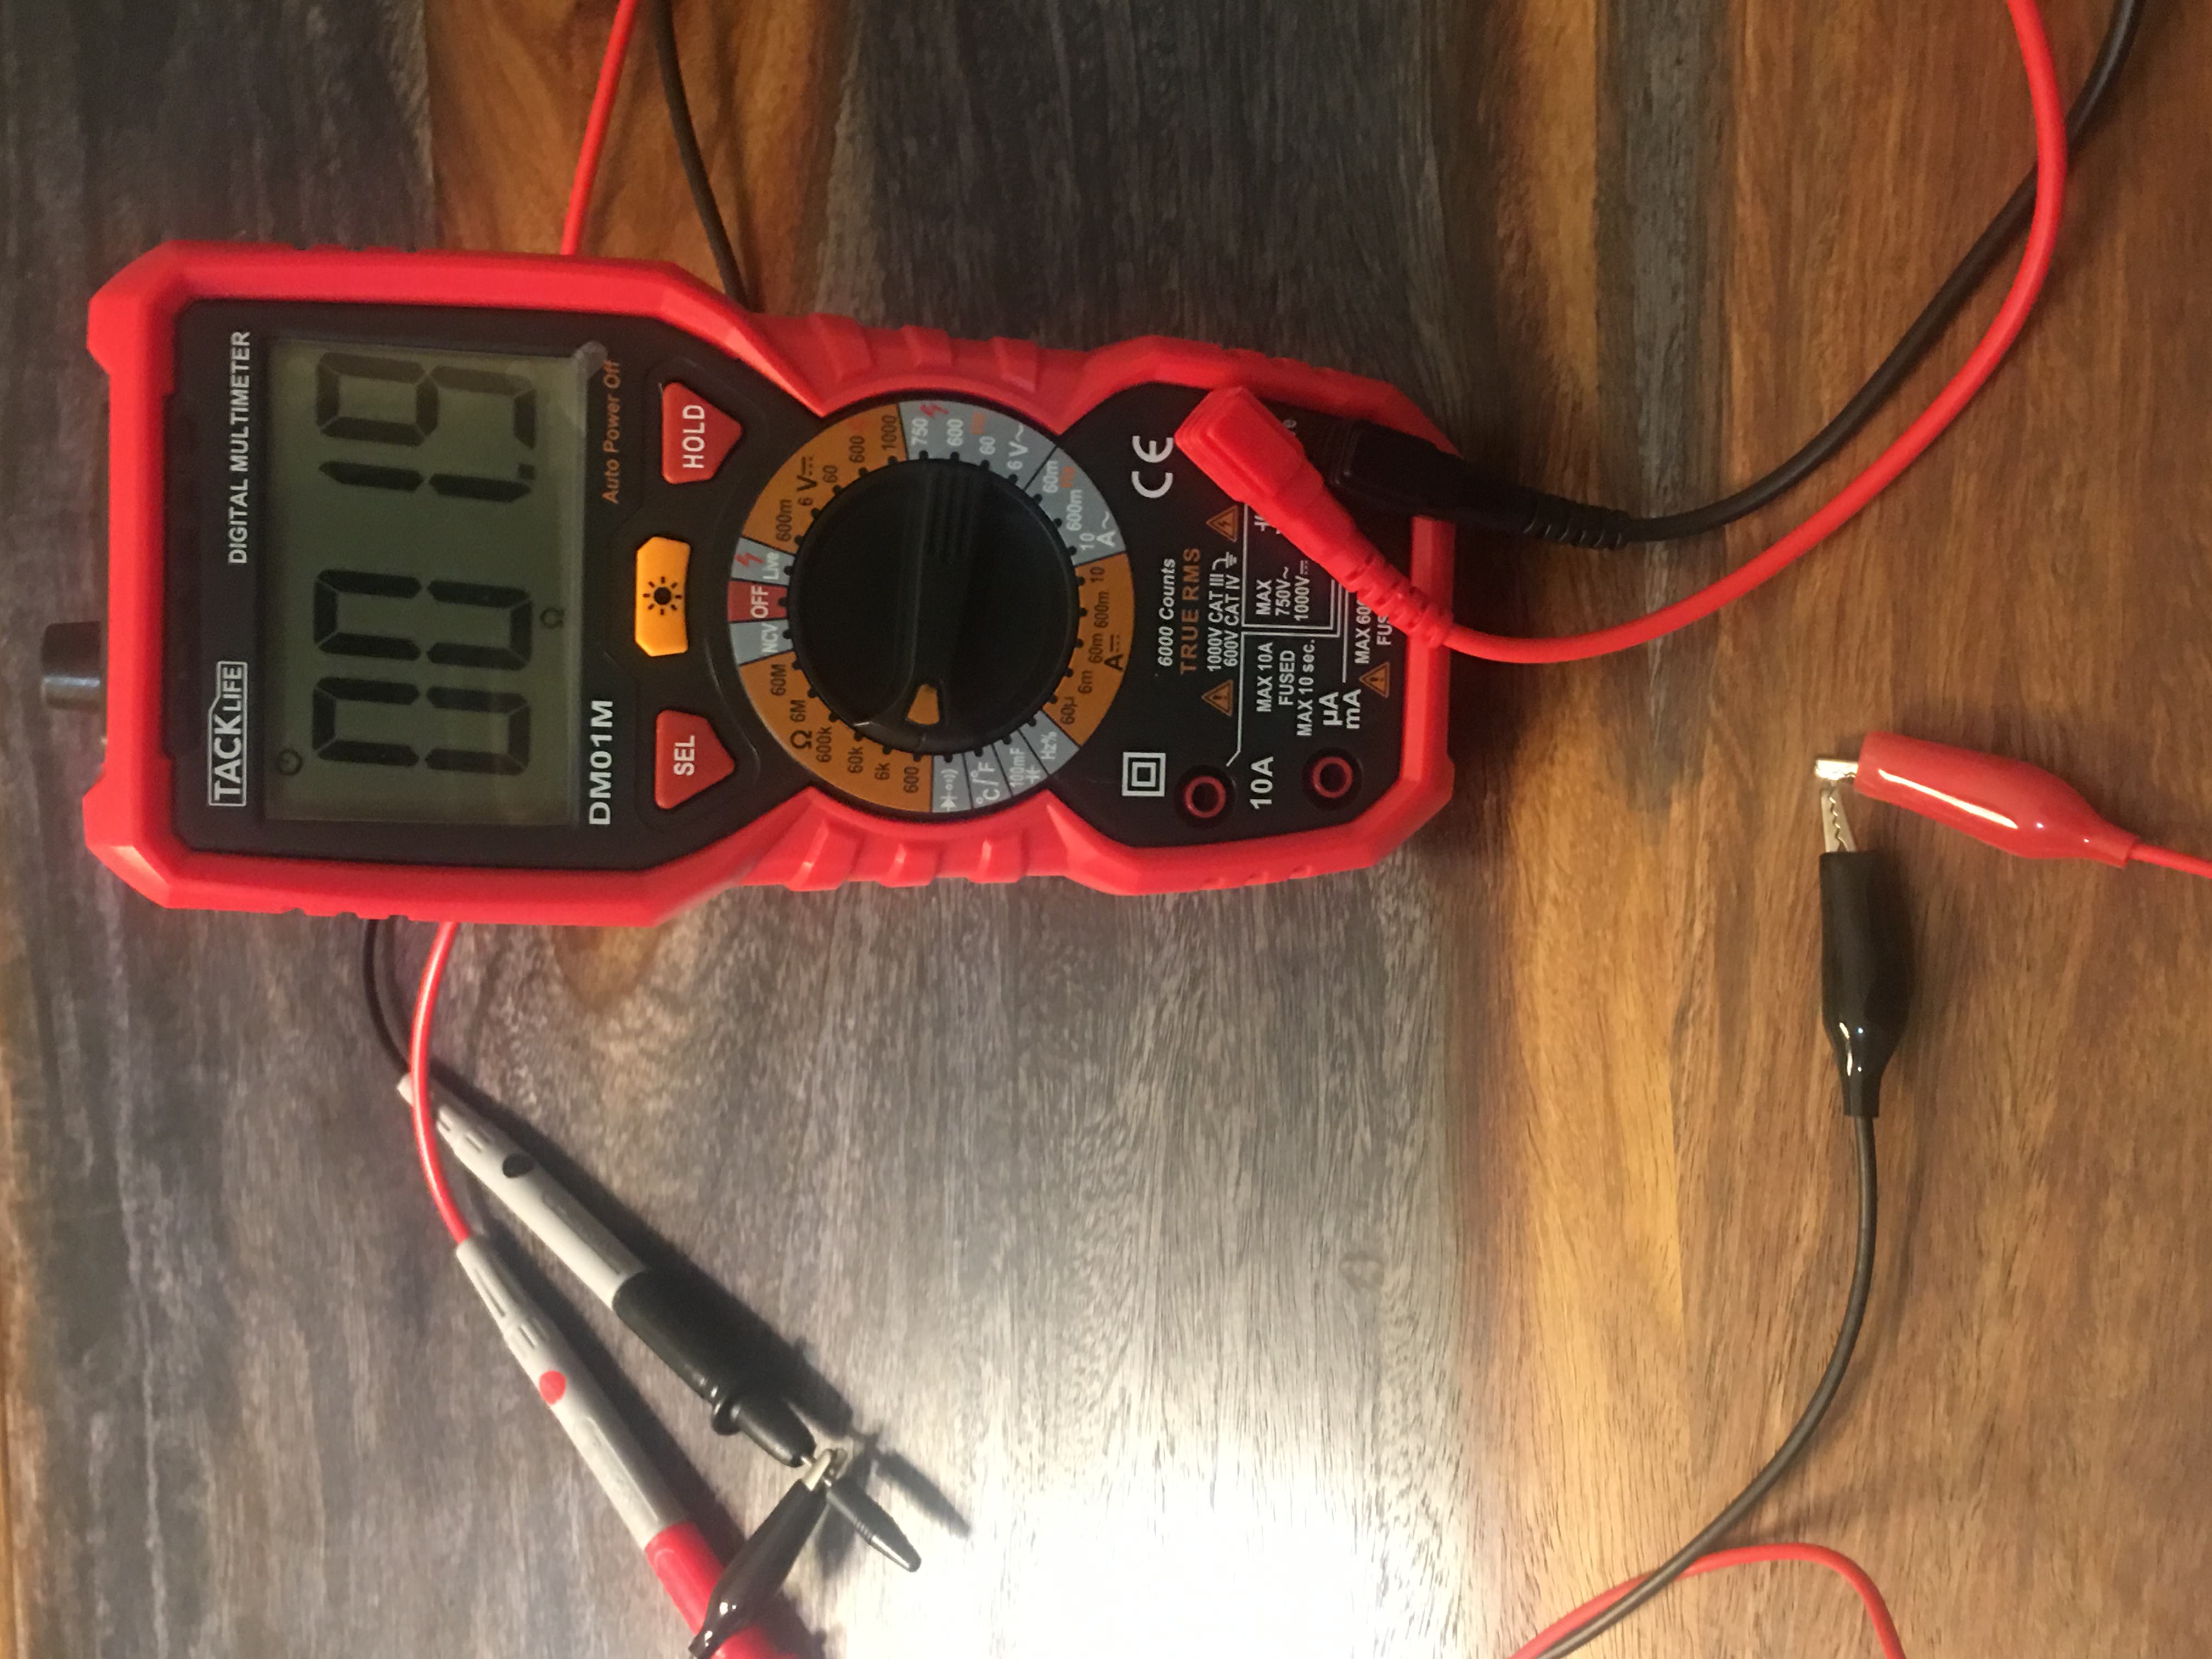 TACKLIFE
DIGITAL MULTIMETER
001.9
Ω
DM01M
Auto Power Off
SEL
HOLD
NCV
OFF
Live
60M
6M
Ω
600k
60k
6k
600
600m
6 V
60
600
1000
750
600
60
6 V~
°C/°F
100mF
Hz%
60µ
6m
60m
600m
10
A
60m
600m
10
A~
CE
6000 Counts
TRUE RMS
1000V CAT III
600V CAT IV
10A
MAX 10A
FUSED
MAX 10 sec.
MAX
750V~
1000V
µA
mA